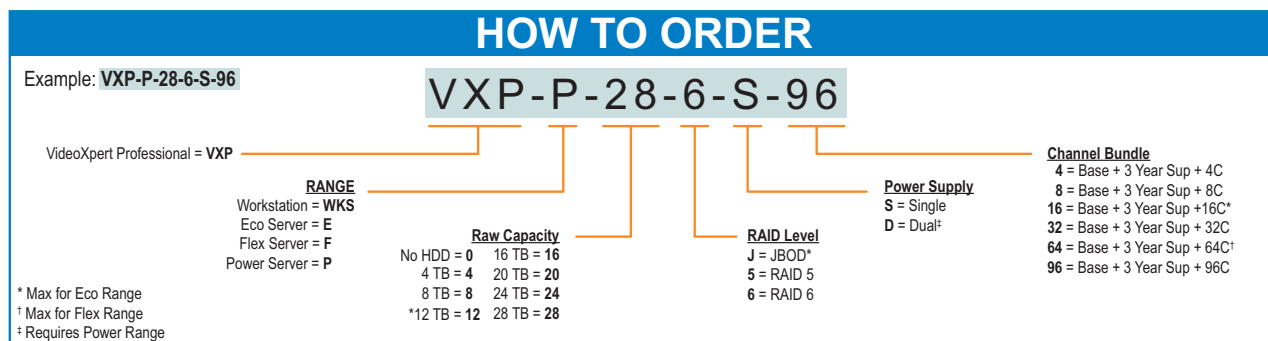 HOW TO ORDER
Example: VXP-P-28-6-S-96
VXP-P-28-6-S-96
VideoXpert Professional = VXP
RANGE
Workstation = WKS
Eco Server = E
Flex Server = F
Power Server = P
Raw Capacity
No HDD = 0 16 TB = 16
4 TB = 4 20 TB = 20
8 TB = 8 24 TB = 24
*12 TB = 12 28 TB = 28
RAID Level
J = JBOD*
5 = RAID 5
6 = RAID 6
Power Supply
S = Single
D = Dual‡
Channel Bundle
4 = Base + 3 Year Sup + 4C
8 = Base + 3 Year Sup + 8C
16 = Base + 3 Year Sup +16C*
32 = Base + 3 Year Sup + 32C
64 = Base + 3 Year Sup + 64C†
96 = Base + 3 Year Sup + 96C
* Max for Eco Range
† Max for Flex Range
‡ Requires Power Range